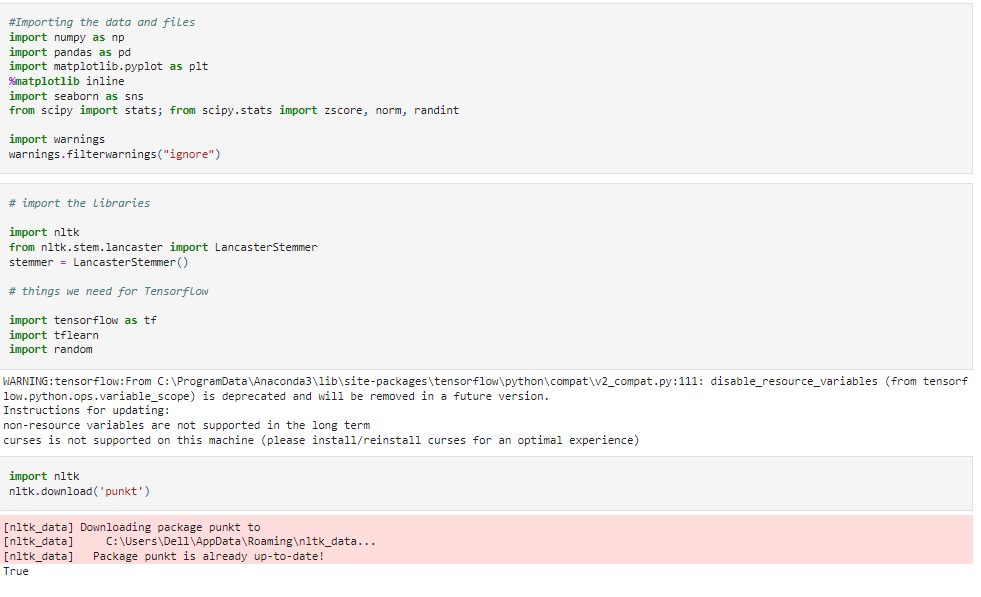 #Importing the data and files
import numpy as np
import pandas as pd
import matplotlib.pyplot as plt
%matplotlib inline
import seaborn as sns
from scipy import stats; from scipy.stats import zscore, norm, randint
import warnings
warnings.filterwarnings("ignore")
# import the libraries
import nltk
from nltk.stem.lancaster import LancasterStemmer
stemmer = LancasterStemmer()
# things we need for Tensorflow
import tensorflow as tf
import tflearn
import random
WARNING:tensorflow:From C:\ProgramData\Anaconda3\lib\site-packages\tensorflow\python\compat\v2_compat.py:111: disable_resource_variables (from tensorf
low.python.ops.variable_scope) is deprecated and will be removed in a future version.
Instructions for updating:
non-resource variables are not supported in the long term
curses is not supported on this machine (please install/reinstall curses for an optimal experience)
import nltk
nltk.download('punkt')
[nltk_data] Downloading package punkt to
[nltk_data]     C:\Users\Dell\AppData\Roaming\nltk_data...
[nltk_data]   Package punkt is already up-to-date!
True